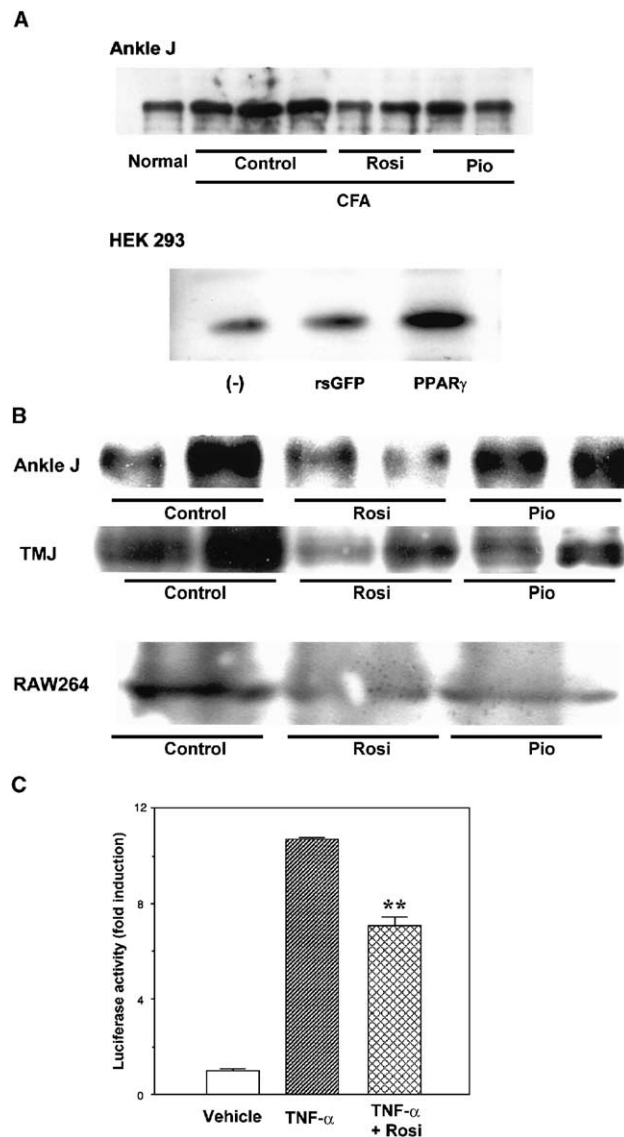 A
Ankle J
Normal Control Rosi Pio
CFA
HEK 293
(-) rsGFP PPARγ
B
Ankle J
Control Rosi Pio
TMJ
Control Rosi Pio
RAW264
Control Rosi Pio
C
Luciferase activity (fold induction)
12
8
4
0
**
Vehicle TNF-α TNF-α
+ Rosi